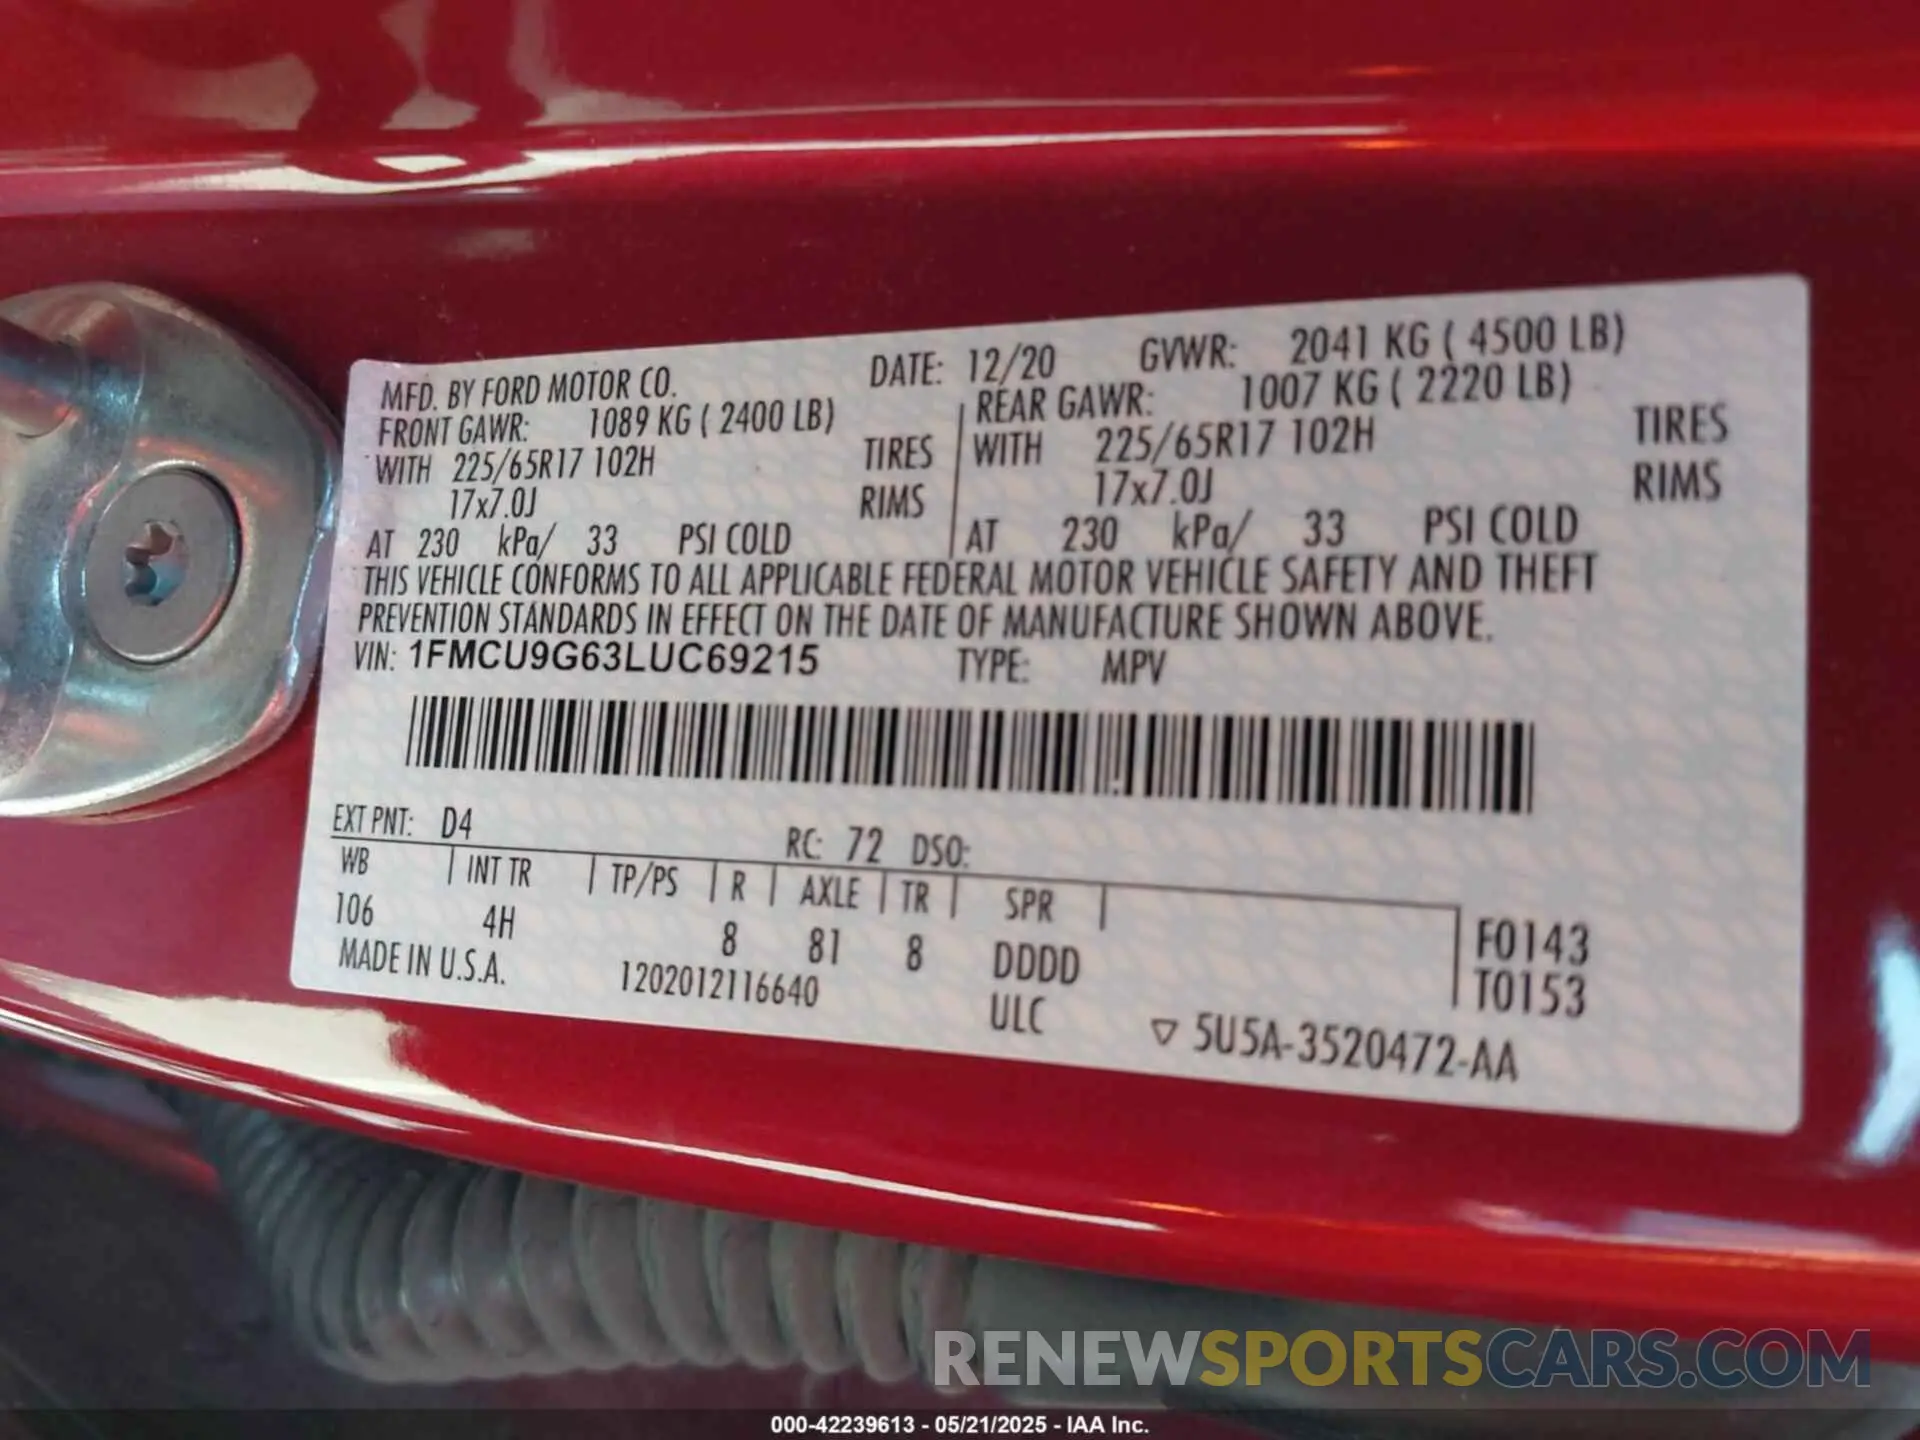 MFD. BY FORD MOTOR CO. DATE: 12/20 GVWR: 2041 KG ( 4500 LB)
FRONT GAWR: 1089 KG ( 2400 LB) REAR GAWR: 1007 KG ( 2220 LB)
WITH 225/65R17 102H TIRES WITH 225/65R17 102H TIRES
17x7.0J RIMS 17x7.0J RIMS
AT 230 kPa/ 33 PSI COLD AT 230 kPa/ 33 PSI COLD
THIS VEHICLE CONFORMS TO ALL APPLICABLE FEDERAL MOTOR VEHICLE SAFETY AND THEFT
PREVENTION STANDARDS IN EFFECT ON THE DATE OF MANUFACTURE SHOWN ABOVE.
VIN: 1FMCU9G63LUC69215 TYPE: MPV
EXT PNT: D4 RC: 72 DSO:
WB INT TR TP/PS R AXLE TR SPR
106 4H 8 81 8 DDDD F0143
MADE IN U.S.A. 1202012116640 ULC T0153
▽ 5U5A-3520472-AA
RENEWSPORTSCARS.COM
000-42239613 - 05/21/2025 - IAA Inc.